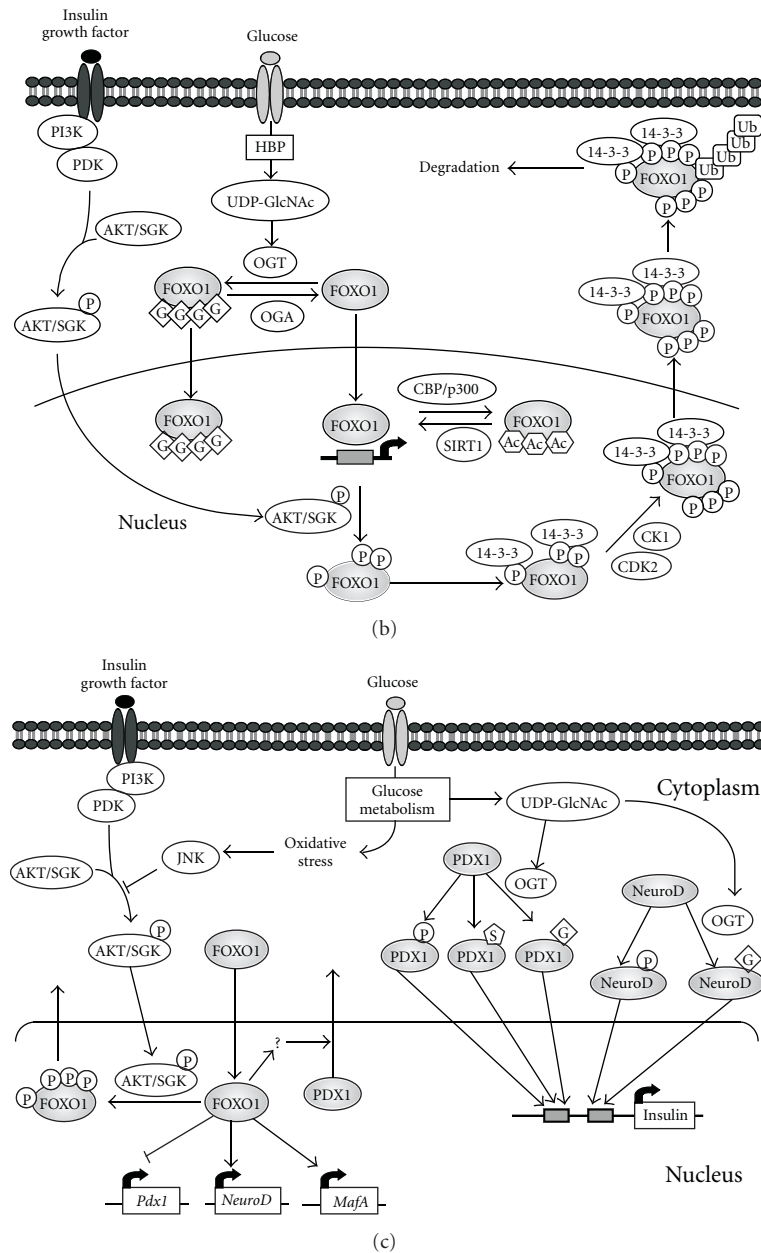 Insulin
growth factor
Glucose
PI3K
PDK
HBP
UDP-GlcNAc
AKT/SGK
OGT
FOXO1
G G G G
FOXO1
OGA
AKT/SGK
P
Degradation
14-3-3
14-3-3
P P P P
FOXO1
Ub
Ub
Ub
Ub
P P P
14-3-3
14-3-3
P P P P
FOXO1
P P P
FOXO1
G G G G
FOXO1
CBP/p300
SIRT1
FOXO1
Ac Ac Ac
14-3-3
14-3-3
P P P P
FOXO1
P P P
Nucleus
AKT/SGK
P
P P P
FOXO1
14-3-3
14-3-3
P P P
FOXO1
CK1
CDK2
(b)
Insulin
growth factor
Glucose
PI3K
PDK
Glucose
metabolism
UDP-GlcNAc
Cytoplasm
AKT/SGK
JNK
Oxidative
stress
PDX1
OGT
NeuroD
OGT
AKT/SGK
P
FOXO1
PDX1
P
PDX1
S
PDX1
G
NeuroD
P
NeuroD
G
AKT/SGK
P
?
P P P P
FOXO1
FOXO1
PDX1
Insulin
Pdx1
NeuroD
MafA
Nucleus
(c)